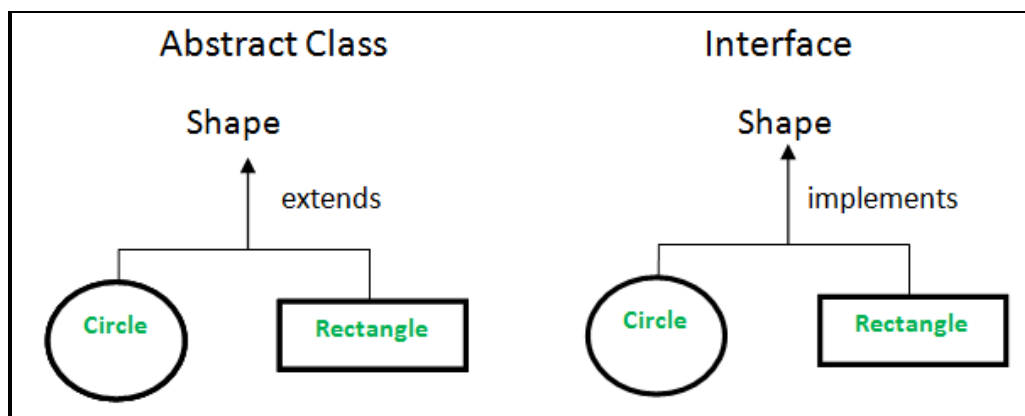 Abstract Class
Shape
extends
Circle
Rectangle
Interface
Shape
implements
Circle
Rectangle